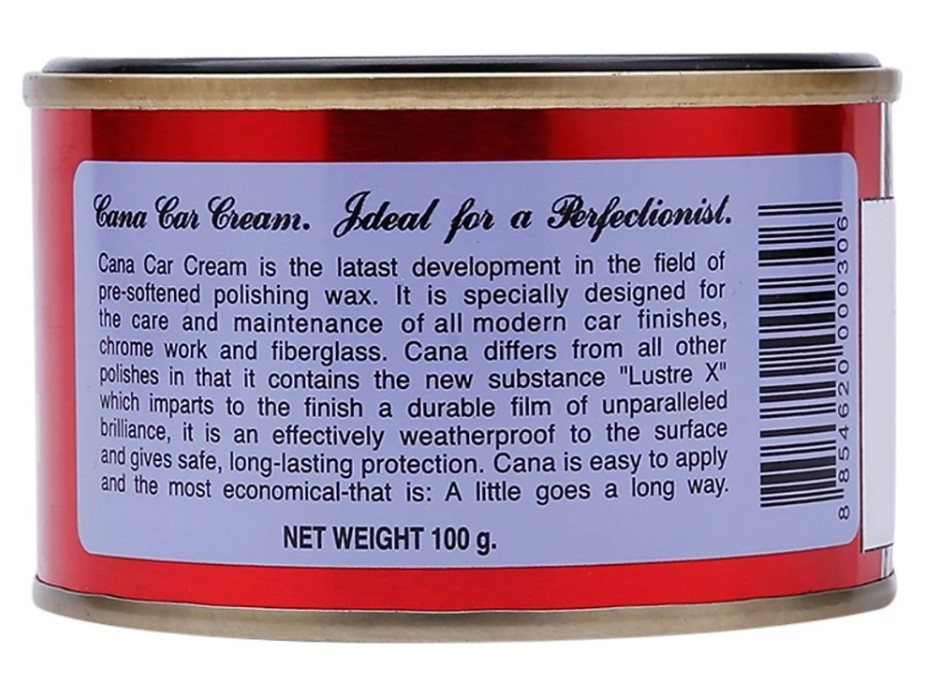 Cana Car Cream. Ideal for a Perfectionist.
Cana Car Cream is the latast development in the field of
pre-softened polishing wax. It is specially designed for
the care and maintenance of all modern car finishes,
chrome work and fiberglass. Cana differs from all other
polishes in that it contains the new substance "Lustre X"
which imparts to the finish a durable film of unparalleled
brilliance, it is an effectively weatherproof to the surface
and gives safe, long-lasting protection. Cana is easy to apply
and the most economical-that is: A little goes a long way.
NET WEIGHT 100 g.
8 854620 000306